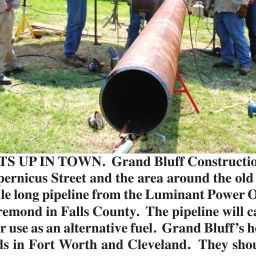 TS UP IN TOWN. Grand Bluff Constructio
pernicus Street and the area around the old
le long pipeline from the Luminant Power O
remond in Falls County. The pipeline will ca
r use as an alternative fuel. Grand Bluff's h
ds in Fort Worth and Cleveland. They shou